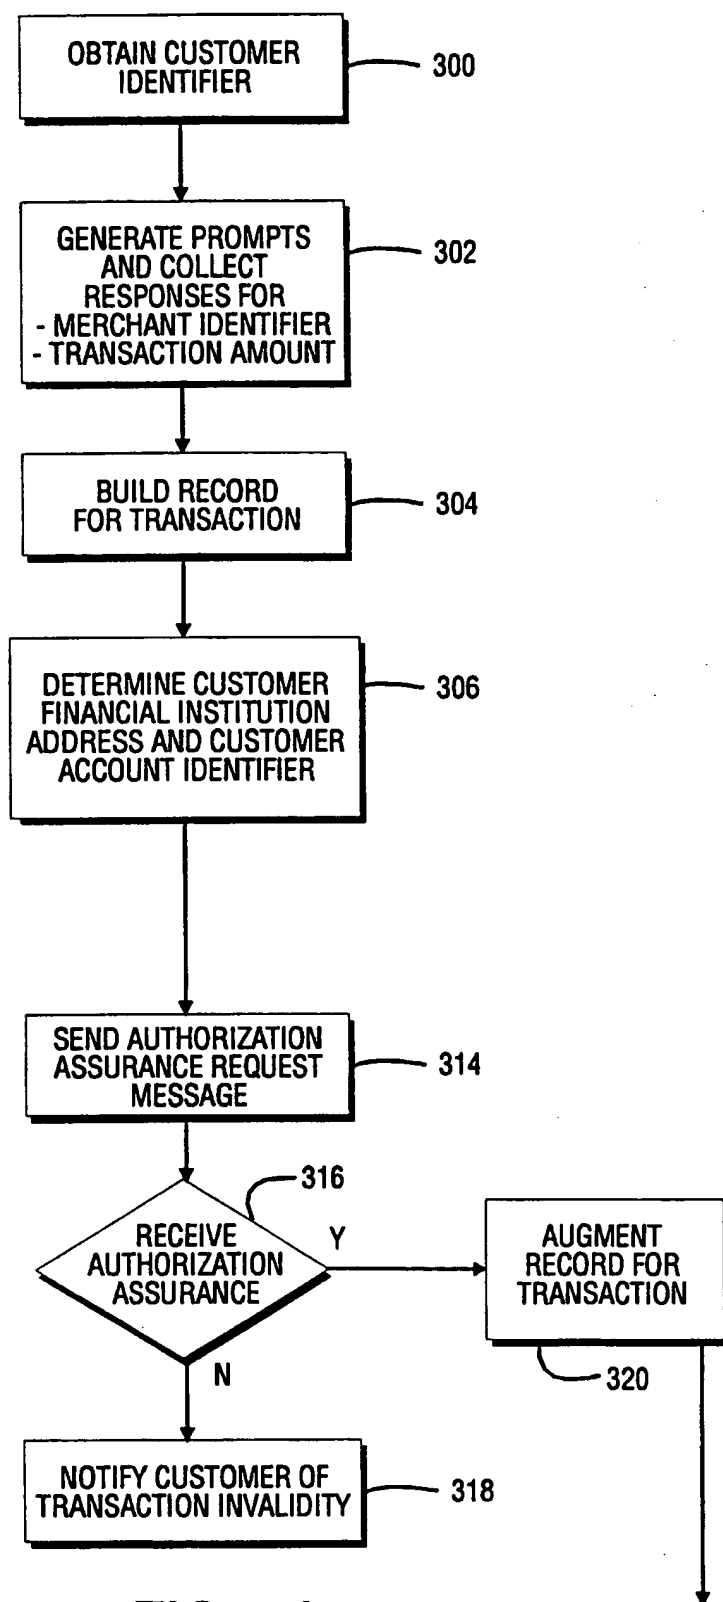 OBTAIN CUSTOMER
IDENTIFIER
300
GENERATE PROMPTS
AND COLLECT
RESPONSES FOR
- MERCHANT IDENTIFIER
- TRANSACTION AMOUNT
302
BUILD RECORD
FOR TRANSACTION
304
DETERMINE CUSTOMER
FINANCIAL INSTITUTION
ADDRESS AND CUSTOMER
ACCOUNT IDENTIFIER
306
SEND AUTHORIZATION
ASSURANCE REQUEST
MESSAGE
314
316
RECEIVE
AUTHORIZATION
ASSURANCE
Y
N
AUGMENT
RECORD FOR
TRANSACTION
320
NOTIFY CUSTOMER OF
TRANSACTION INVALIDITY
318